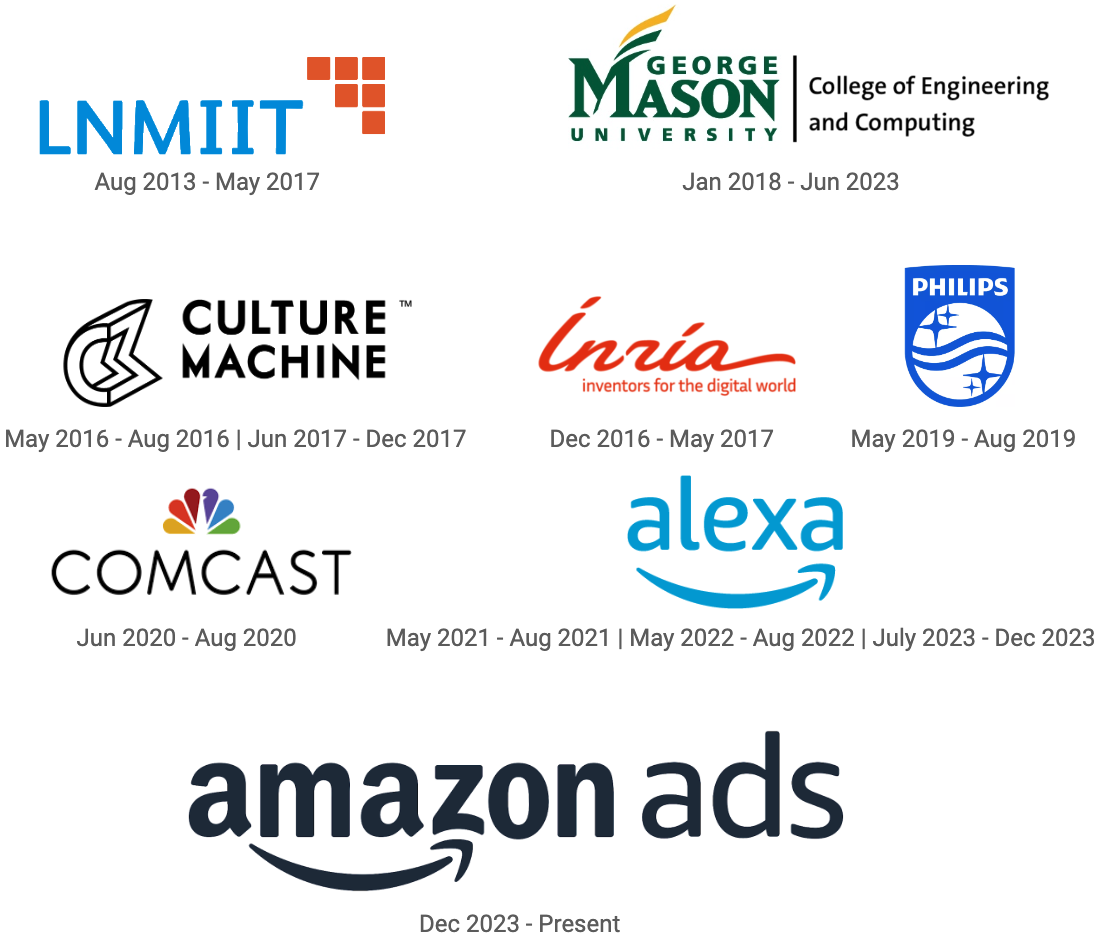 LNMIIT
Aug 2013 - May 2017
GEORGE
MASON
UNIVERSITY
College of Engineering
and Computing
Jan 2018 - Jun 2023
CULTURE ™
MACHINE
May 2016 - Aug 2016 | Jun 2017 - Dec 2017
Inria
inventors for the digital world
Dec 2016 - May 2017
PHILIPS
May 2019 - Aug 2019
COMCAST
Jun 2020 - Aug 2020
alexa
May 2021 - Aug 2021 | May 2022 - Aug 2022 | July 2023 - Dec 2023
amazon ads
Dec 2023 - Present